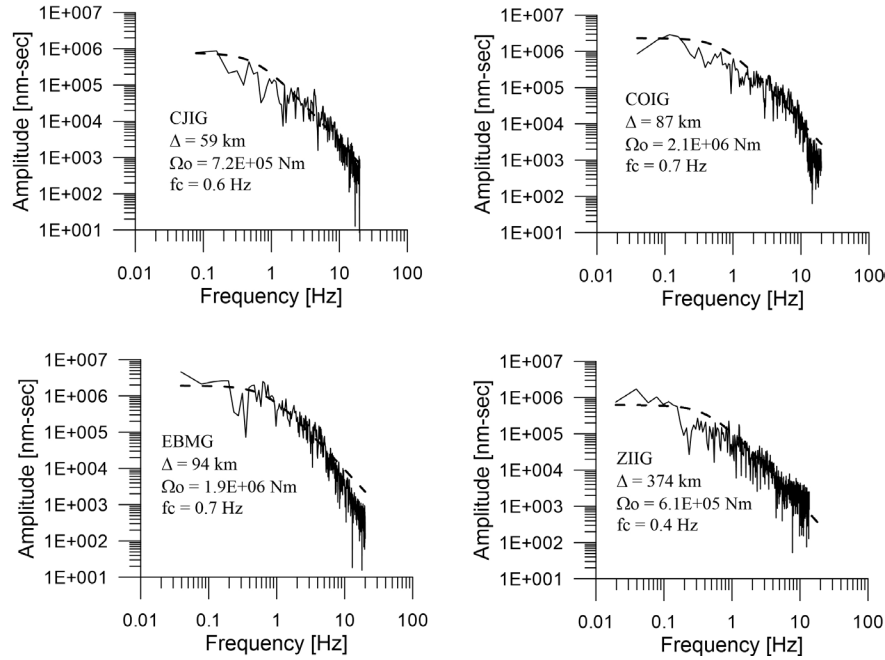 Amplitude [nm-sec]
1E+007
1E+006
1E+005
1E+004
1E+003
1E+002
1E+001
CJIG
Δ = 59 km
Ωo = 7.2E+05 Nm
fc = 0.6 Hz
0.01 0.1 1 10 100
Frequency [Hz]
Amplitude [nm-sec]
1E+007
1E+006
1E+005
1E+004
1E+003
1E+002
1E+001
COIG
Δ = 87 km
Ωo = 2.1E+06 Nm
fc = 0.7 Hz
0.01 0.1 1 10 100
Frequency [Hz]
Amplitude [nm-sec]
1E+007
1E+006
1E+005
1E+004
1E+003
1E+002
1E+001
EBMG
Δ = 94 km
Ωo = 1.9E+06 Nm
fc = 0.7 Hz
0.01 0.1 1 10 100
Frequency [Hz]
Amplitude [nm-sec]
1E+007
1E+006
1E+005
1E+004
1E+003
1E+002
1E+001
ZIIG
Δ = 374 km
Ωo = 6.1E+05 Nm
fc = 0.4 Hz
0.01 0.1 1 10 100
Frequency [Hz]